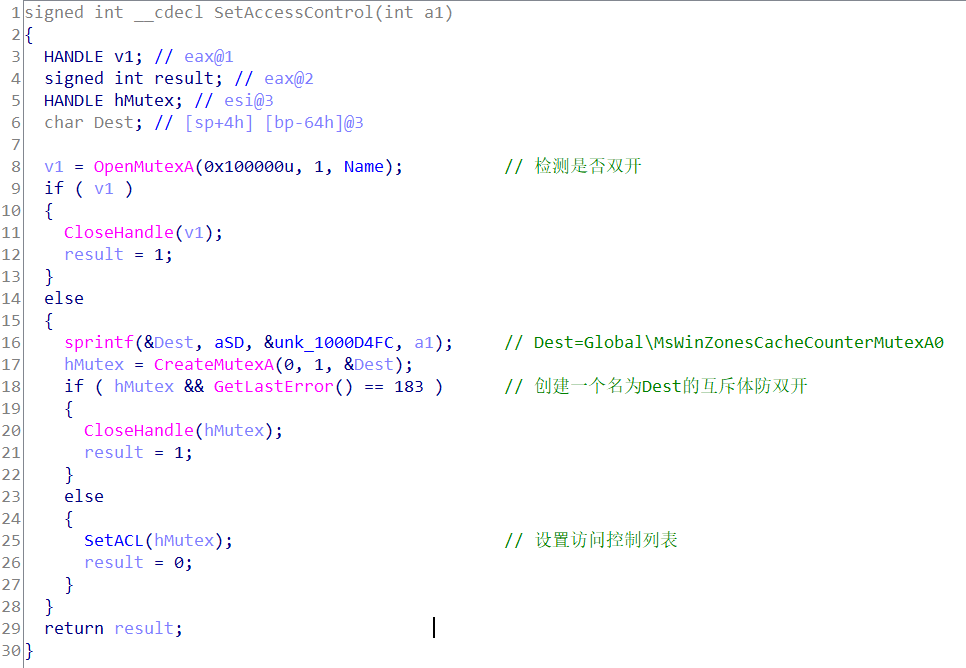 1 signed int __cdecl SetAccessControl(int a1)
2 {
3 HANDLE v1; // eax@1
4 signed int result; // eax@2
5 HANDLE hMutex; // esi@3
6 char Dest; // [sp+4h] [bp-64h]@3
7
8 v1 = OpenMutexA(0x100000u, 1, Name); // 检测是否双开
9 if ( v1 )
10 {
11 CloseHandle(v1);
12 result = 1;
13 }
14 else
15 {
16 sprintf(&Dest, aSD, &unk_1000D4FC, a1); // Dest=Global\MsWinZonesCacheCounterMutexA0
17 hMutex = CreateMutexA(0, 1, &Dest);
18 if ( hMutex && GetLastError() == 183 ) // 创建一个名为Dest的互斥体防双开
19 {
20 CloseHandle(hMutex);
21 result = 1;
22 }
23 else
24 {
25 SetACL(hMutex); // 设置访问控制列表
26 result = 0;
27 }
28 }
29 return result;
30 }